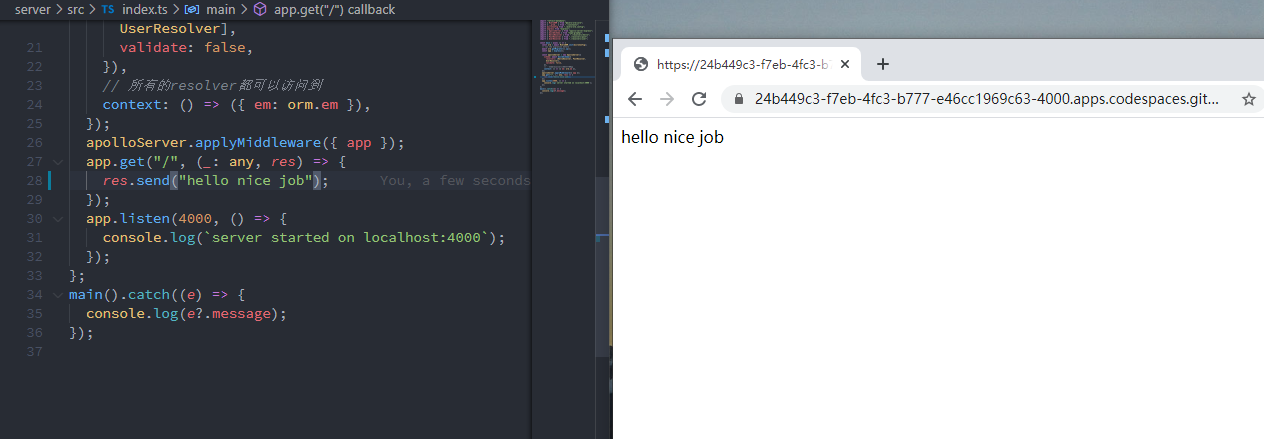 server > src > TS index.ts > main > app.get("/") callback
UserResolver],
21 validate: false,
22 }),
23 // 所有的resolver都可以访问到
24 context: () => ({ em: orm.em }),
25 });
26 apolloServer.applyMiddleware({ app });
27 app.get("/", (_: any, res) => {
28 res.send("hello nice job"); You, a few seconds
29 });
30 app.listen(4000, () => {
31 console.log(`server started on localhost:4000`);
32 });
33 };
34 main().catch((e) => {
35 console.log(e?.message);
36 });
37
https://24b449c3-f7eb-4fc3-b7
24b449c3-f7eb-4fc3-b777-e46cc1969c63-4000.apps.codespaces.git...
hello nice job